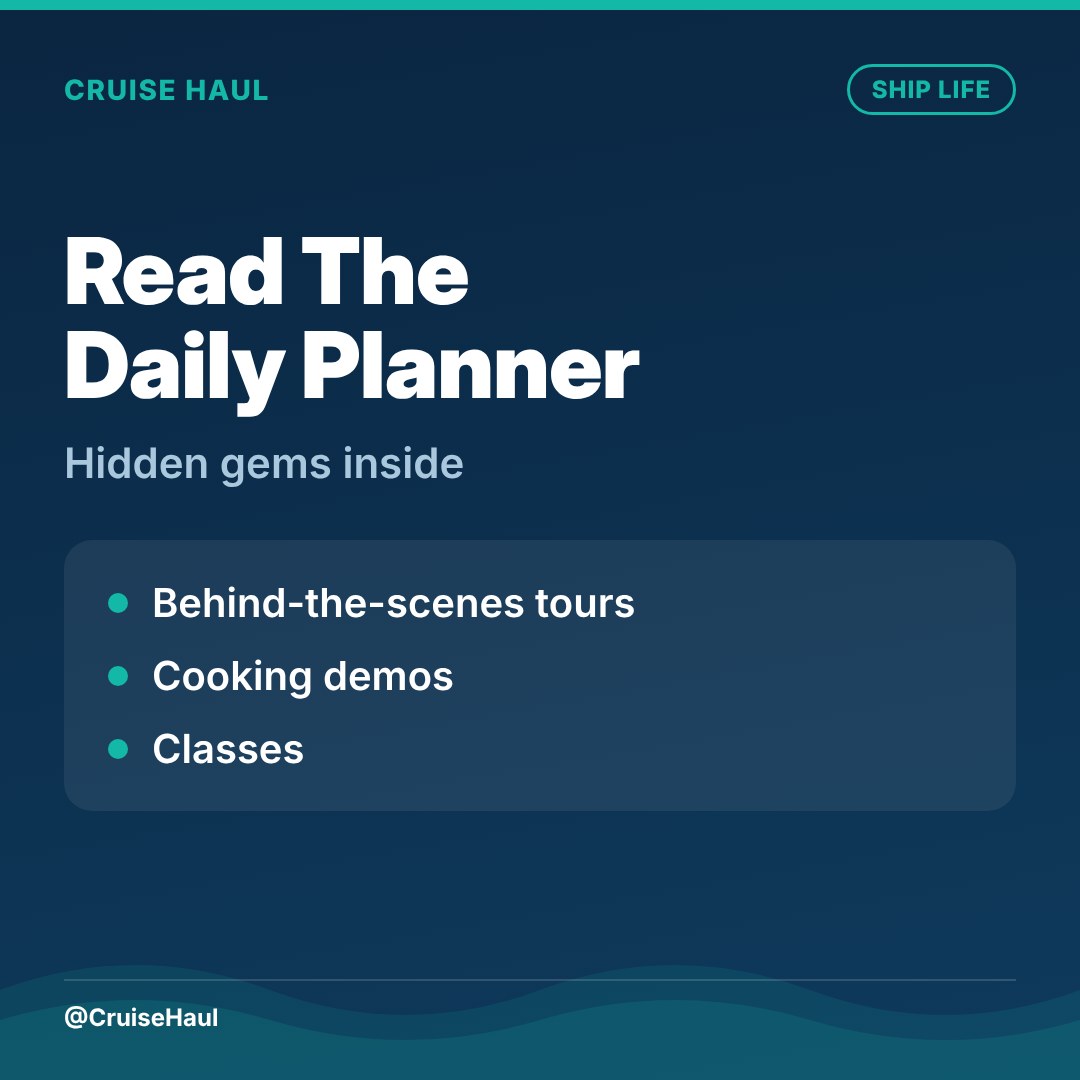 CRUISE HAUL
SHIP LIFE
Read The
Daily Planner
Hidden gems inside
Behind-the-scenes tours
Cooking demos
Classes
@CruiseHaul